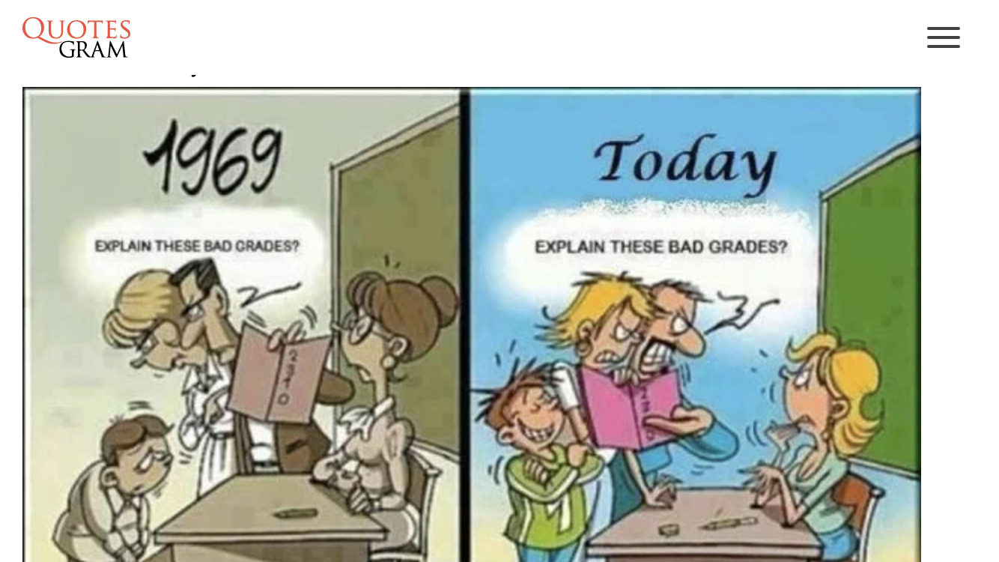 QUOTES
GRAM
1969
EXPLAIN THESE BAD GRADES?
Today
EXPLAIN THESE BAD GRADES?